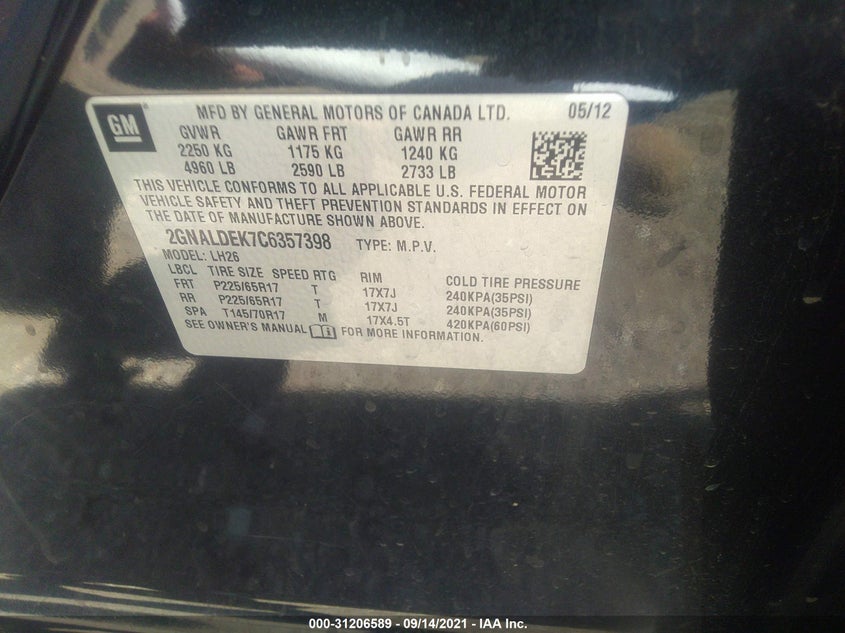 GM
MFD BY GENERAL MOTORS OF CANADA LTD. 05/12
GVWR GAWR FRT GAWR RR
2250 KG 1175 KG 1240 KG
4960 LB 2590 LB 2733 LB
THIS VEHICLE CONFORMS TO ALL APPLICABLE U.S. FEDERAL MOTOR
VEHICLE SAFETY AND THEFT PREVENTION STANDARDS IN EFFECT ON
THE DATE OF MANUFACTURE SHOWN ABOVE.
2GNALDEK7C6357398 TYPE: M.P.V.
MODEL: LH26
LBCL TIRE SIZE SPEED RTG RIM COLD TIRE PRESSURE
FRT P225/65R17 T 17X7J 240KPA(35PSI)
RR P225/65R17 T 17X7J 240KPA(35PSI)
SPA T145/70R17 M 17X4.5T 420KPA(60PSI)
SEE OWNER'S MANUAL FOR MORE INFORMATION.
000-31206589 - 09/14/2021 - IAA Inc.